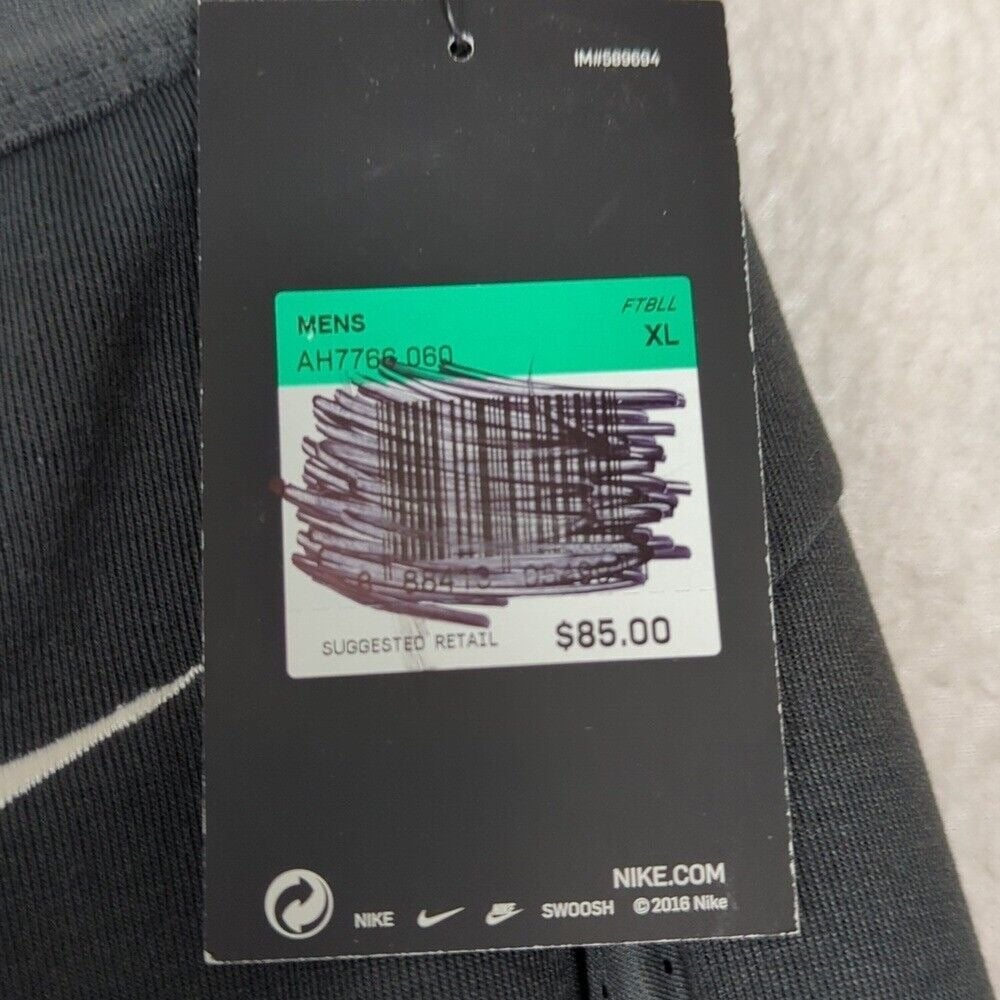 IM#589694
MENS
FTBLL
AH7766 060
XL
SUGGESTED RETAIL $85.00
NIKE.COM
NIKE SWOOSH ©2016 Nike